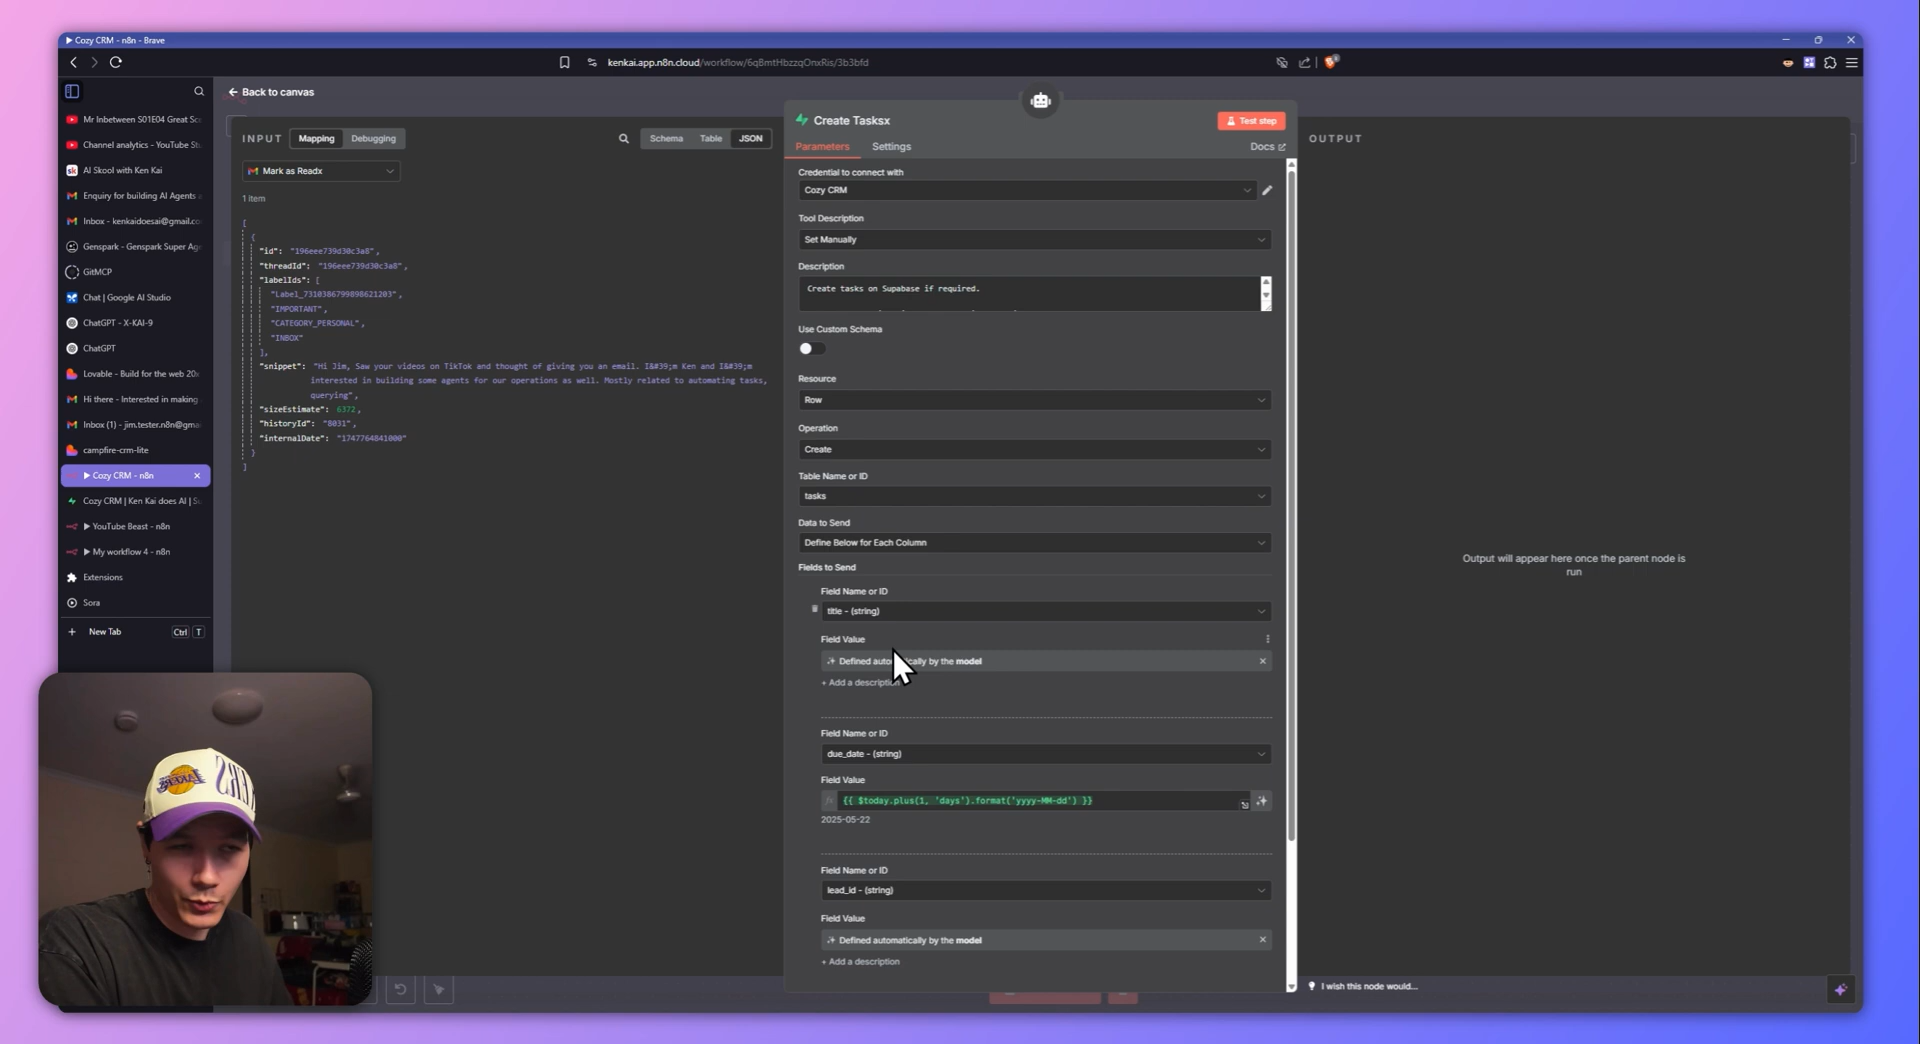 Cozy CRM - n8n - Brave
kenkai.app.n8n.cloud/workflow/6qBmtHbzzqOnxRis/3b3bfd
Mr Inbetween S01E04 Great Sc
Channel analytics - YouTube St
AI Skool with Ken Kai
Enquiry for building AI Agents
Inbox - kenkaidoesai@gmail.co
Genspark - Genspark Super Ag
GitMCP
Chat | Google AI Studio
ChatGPT - X-KAI-9
ChatGPT
Lovable - Build for the web 20x
Hi there - Interested in making
Inbox (1) - jim.tester.n8n@gma
campfire-crm-lite
Cozy CRM - n8n
Cozy CRM | Ken Kai does AI | S
YouTube Beast - n8n
My workflow 4 - n8n
Extensions
Sora
New Tab
Ctrl T
Back to canvas
INPUT
Mapping
Debugging
Schema
Table
JSON
Mark as Readx
1 item
[
{
"id": "196eee739d30c3a8",
"threadId": "196eee739d30c3a8",
"labelIds": [
"Label_7310386799898621203",
"IMPORTANT",
"CATEGORY_PERSONAL",
"INBOX"
],
"snippet": "Hi Jim, Saw your videos on TikTok and thought of giving you an email. I&#39;m Ken and I&#39;m
interested in building some agents for our operations as well. Mostly related to automating tasks,
querying",
"sizeEstimate": 6372,
"historyId": "8031",
"internalDate": "1747764841000"
}
]
Create Tasksx
Test step
Parameters
Settings
Docs
Credential to connect with
Cozy CRM
Tool Description
Set Manually
Description
Create tasks on Supabase if required.
Use Custom Schema
Resource
Row
Operation
Create
Table Name or ID
tasks
Data to Send
Define Below for Each Column
Fields to Send
Field Name or ID
title - (string)
Field Value
Defined automatically by the model
+ Add a description
Field Name or ID
due_date - (string)
Field Value
fx {{ $today.plus(1, 'days').format('yyyy-MM-dd') }}
2025-05-22
Field Name or ID
lead_id - (string)
Field Value
Defined automatically by the model
+ Add a description
OUTPUT
Output will appear here once the parent node is
run
I wish this node would...
LAKERS